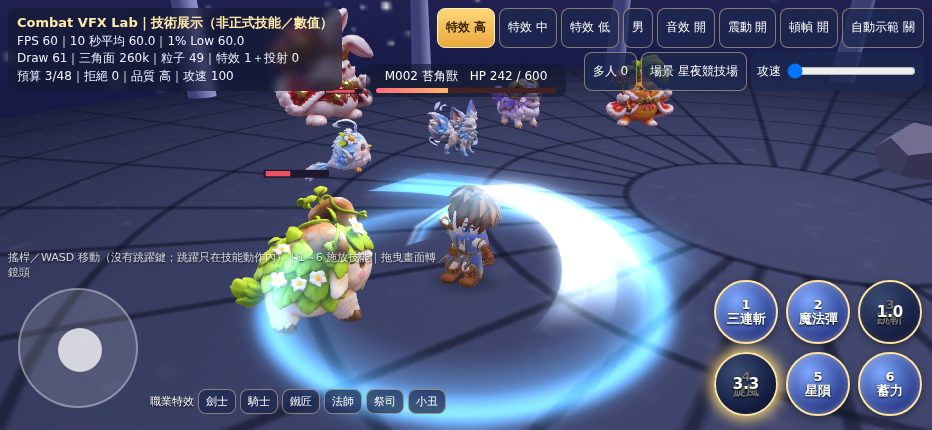 Combat VFX Lab｜技術展示（非正式技能／數值）
FPS 60｜10 秒平均 60.0｜1% Low 60.0
Draw 61｜三角面 260k｜粒子 49｜特效 1＋投射 0
預算 3/48｜拒絕 0｜品質 高｜攻速 100
特效 高
特效 中
特效 低
男
音效 開
震動 開
頓幀 開
自動示範 關
多人 0
場景 星夜競技場
攻速
M002 苔角獸 HP 242 / 600
搖桿／WASD 移動（沒有跳躍鍵；跳躍只在技能動作內）｜1–6 施放技能｜拖曳畫面轉
鏡頭
1
三連斬
2
魔法彈
3
跳斬
1.0
4
旋風
3.3
5
星隕
6
蓄力
職業特效
劍士
騎士
鐵匠
法師
祭司
小丑